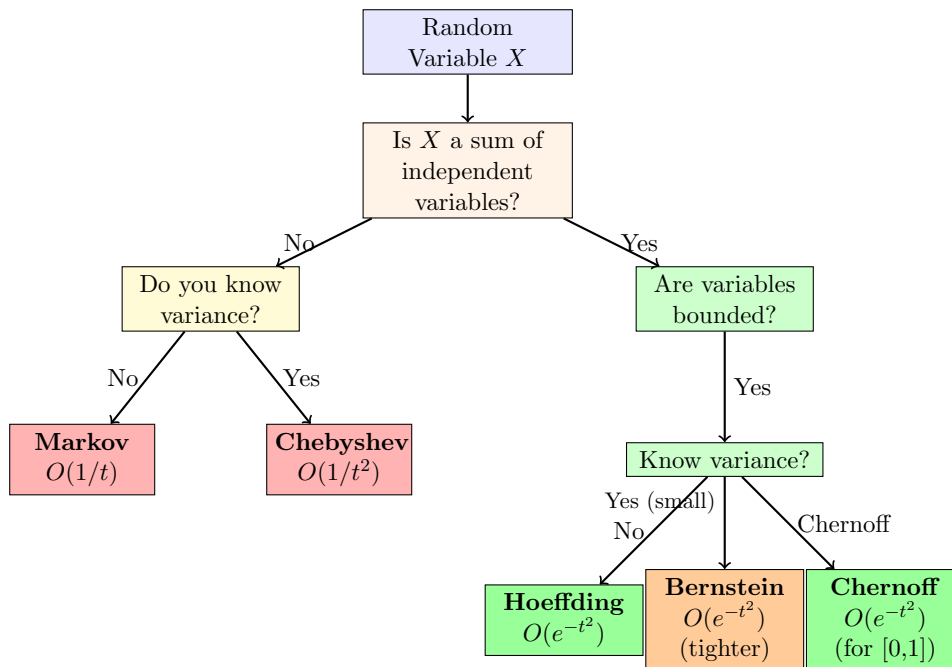 Random
Variable X
Is X a sum of
independent
variables?
No
Yes
Do you know
variance?
Are variables
bounded?
No
Yes
Yes
Markov
O(1/t)
Chebyshev
O(1/t²)
Know variance?
Yes (small)
No
Chernoff
Hoeffding
O(e^{-t²})
Bernstein
O(e^{-t²})
(tighter)
Chernoff
O(e^{-t²})
(for [0,1])